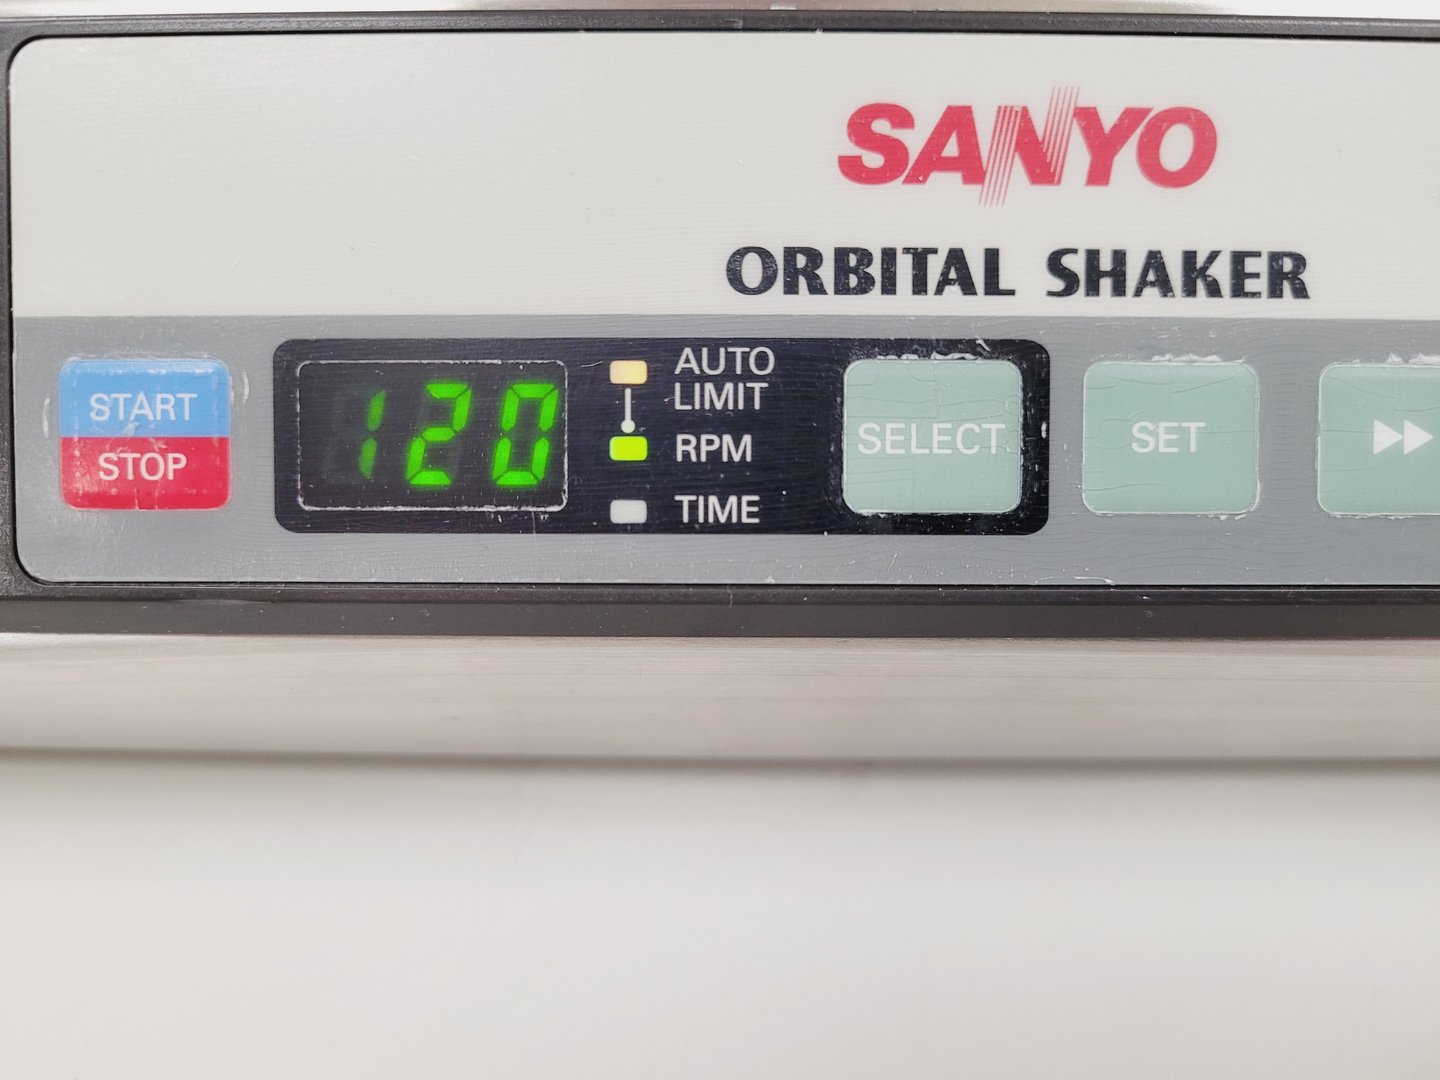 SANYO
ORBITAL SHAKER
START
STOP
120
AUTO
LIMIT
RPM
TIME
SELECT
SET